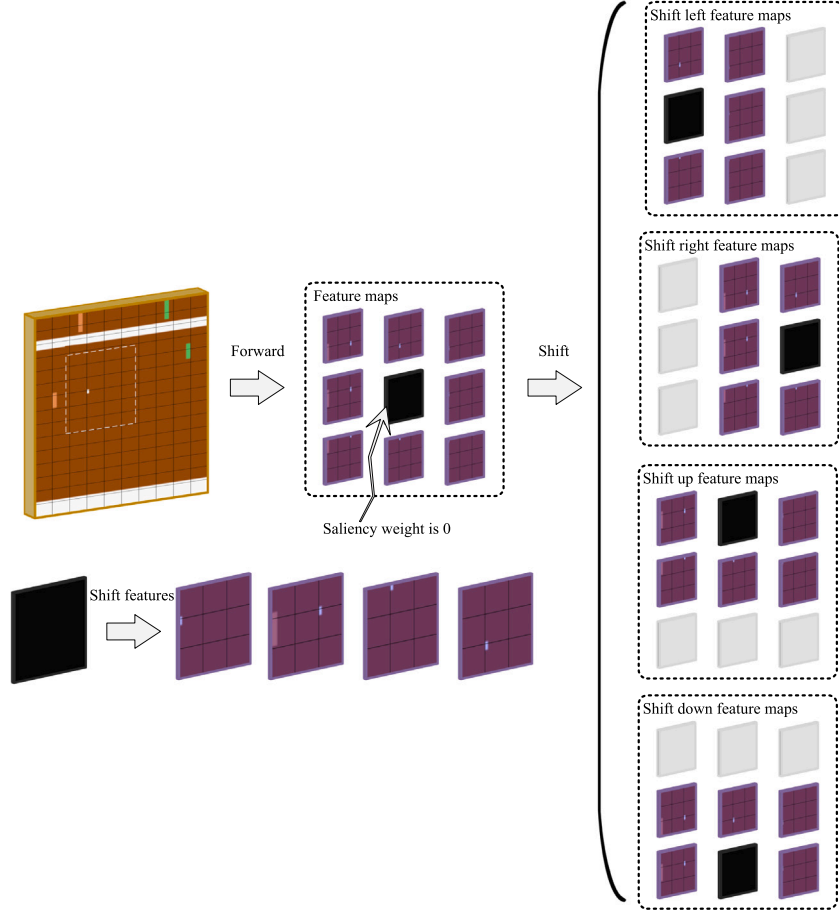 Shift left feature maps
Shift right feature maps
Feature maps
Forward
Shift
Saliency weight is 0
Shift up feature maps
Shift features
Shift down feature maps